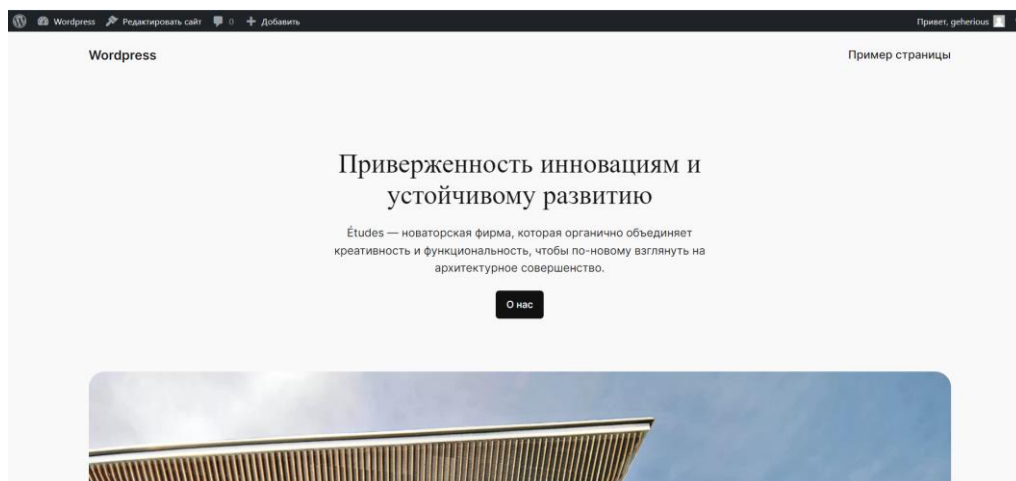 Wordpress Редактировать сайт 0 Добавить Привет, geherious
Wordpress Пример страницы
Приверженность инновациям и
устойчивому развитию
Études — новаторская фирма, которая органично объединяет
креативность и функциональность, чтобы по-новому взглянуть на
архитектурное совершенство.
О нас